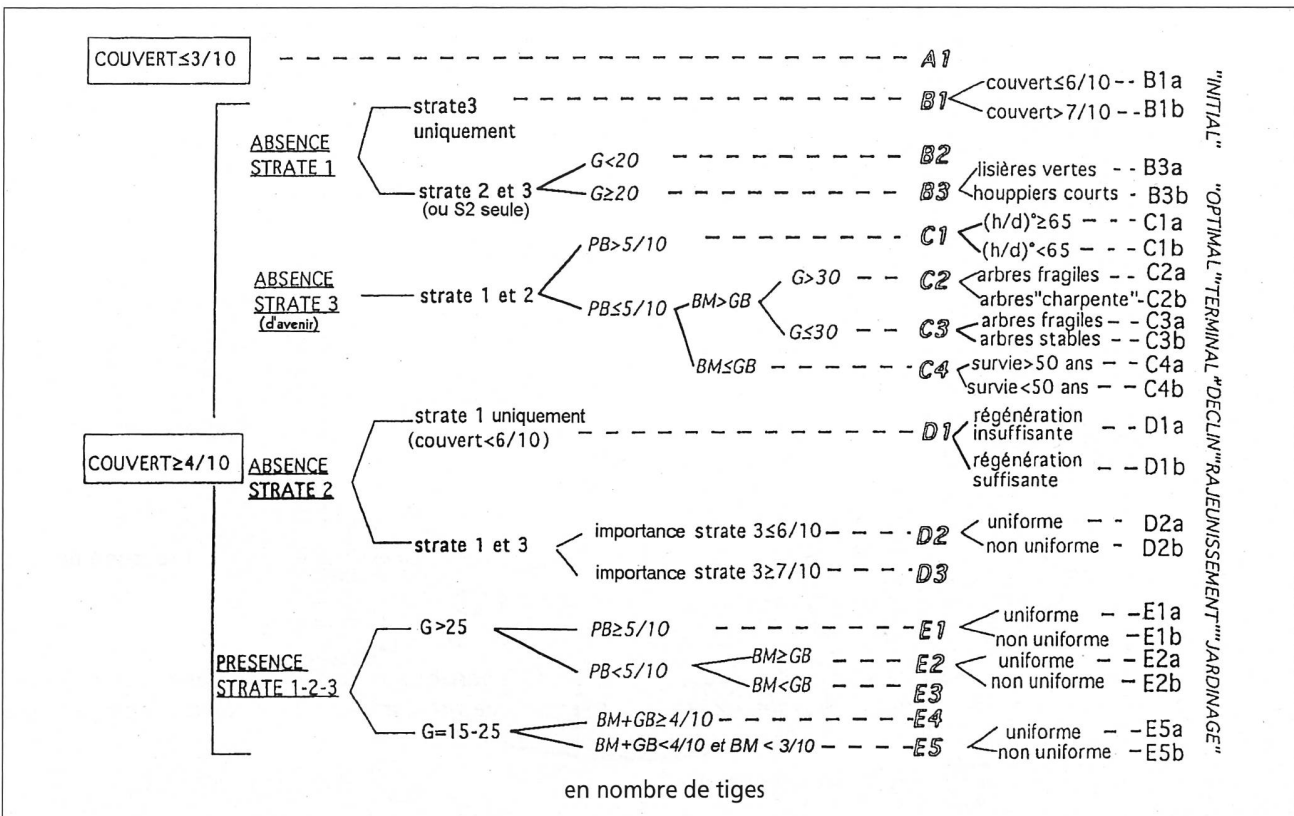 COUVERT≤3/10 A1
couvert≤6/10 B1a
strate3 B1
uniquement
couvert>7/10 B1b
ABSENCE
STRATE 1
G<20 B2
strate 2 et 3
(ou S2 seule)
G≥20 B3
lisières vertes B3a
houppiers courts B3b
"INITIAL"
PB>5/10 C1
(h/d)°≥65 C1a
(h/d)°<65 C1b
ABSENCE
STRATE 3
(d'avenir)
strate 1 et 2
PB≤5/10
BM>GB
G>30 C2
arbres fragiles C2a
arbres"charpente" C2b
G≤30 C3
arbres fragiles C3a
arbres stables C3b
BM≤GB C4
survie>50 ans C4a
survie<50 ans C4b
"OPTIMAL"TERMINAL"DECLIN""RAJEUNISSEMENT""JARDINAGE"
COUVERT≥4/10
ABSENCE
STRATE 2
strate 1 uniquement
(couvert<6/10)
D1
régénération
insuffisante D1a
régénération
suffisante D1b
strate 1 et 3
importance strate 3≤6/10 D2
uniforme D2a
non uniforme D2b
importance strate 3≥7/10 D3
PRESENCE
STRATE 1-2-3
G>25
PB≥5/10 E1
uniforme E1a
non uniforme E1b
PB<5/10
BM≥GB E2
uniforme E2a
non uniforme E2b
BM<GB E3
G=15-25
BM+GB≥4/10 E4
BM+GB<4/10 et BM < 3/10 E5
uniforme E5a
non uniforme E5b
en nombre de tiges